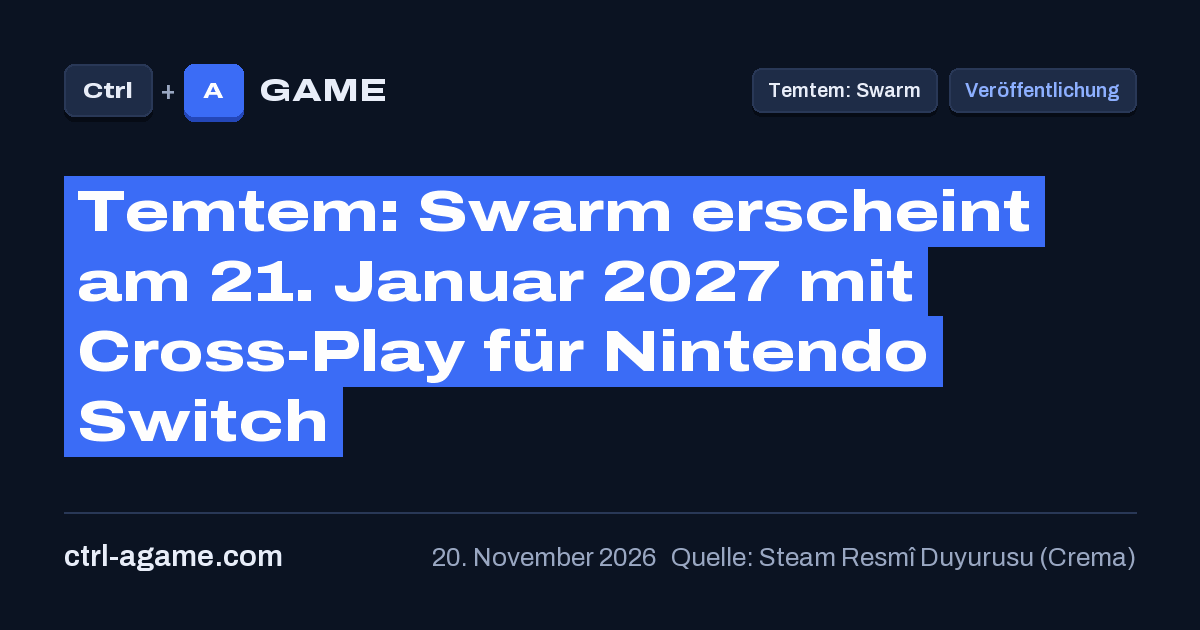 Ctrl + A GAME
Temtem: Swarm
Veröffentlichung
Temtem: Swarm erscheint
am 21. Januar 2027 mit
Cross-Play für Nintendo
Switch
ctrl-agame.com
20. November 2026 Quelle: Steam Resmî Duyurusu (Crema)